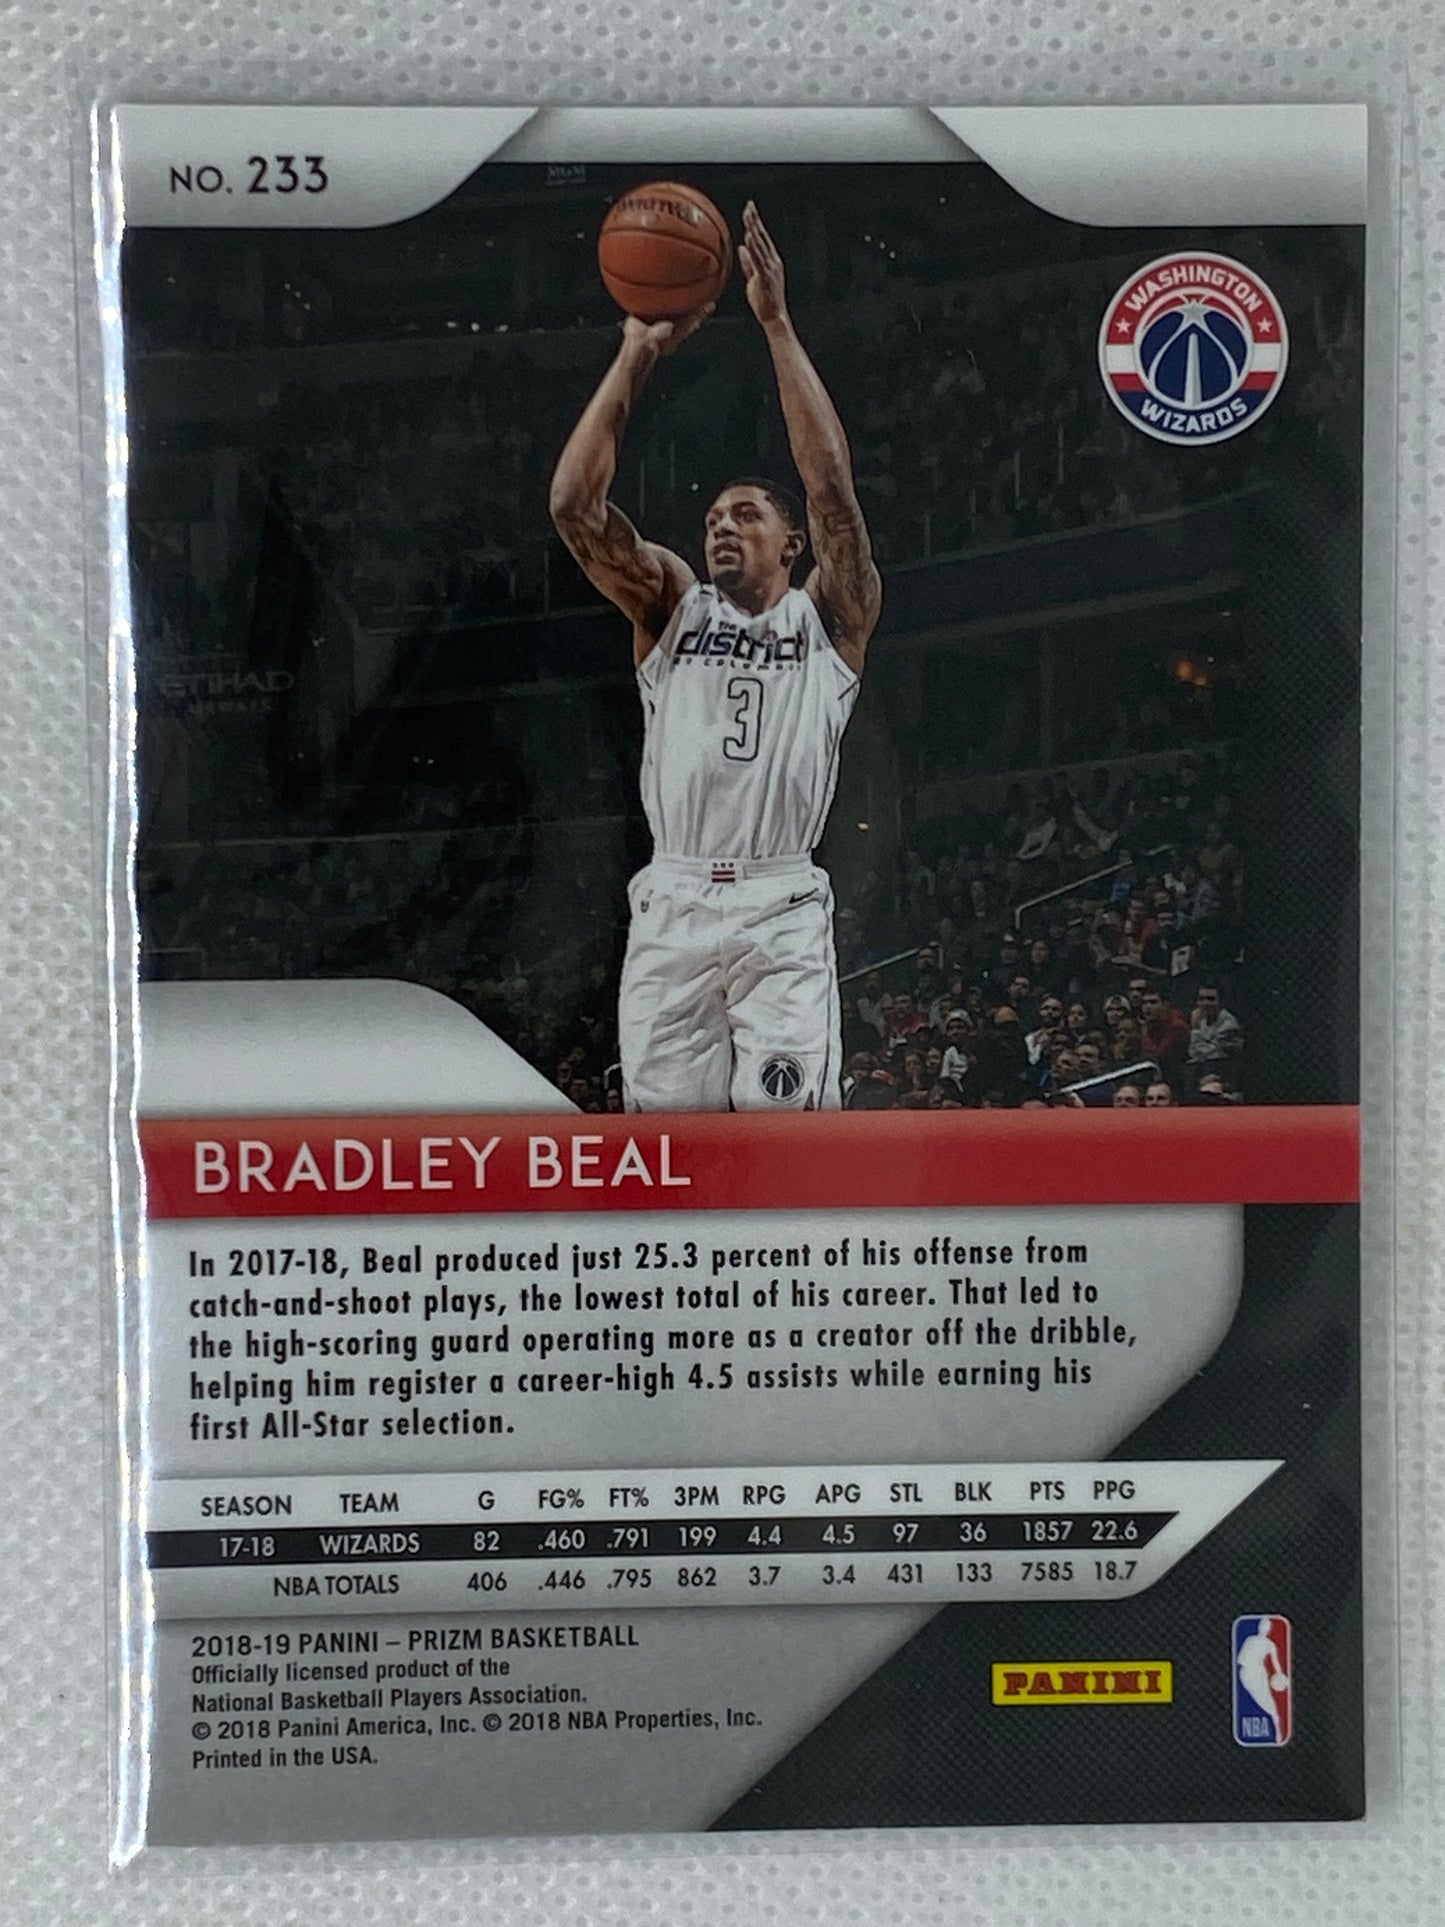 NO. 233
WASHINGTON
WIZARDS
THE
district
OF COLUMBIA
3
ETIHAD
AIRWAYS
BRADLEY BEAL
In 2017-18, Beal produced just 25.3 percent of his offense from
catch-and-shoot plays, the lowest total of his career. That led to
the high-scoring guard operating more as a creator off the dribble,
helping him register a career-high 4.5 assists while earning his
first All-Star selection.
SEASON TEAM G FG% FT% 3PM RPG APG STL BLK PTS PPG
17-18 WIZARDS 82 .460 .791 199 4.4 4.5 97 36 1857 22.6
NBA TOTALS 406 .446 .795 862 3.7 3.4 431 133 7585 18.7
2018-19 PANINI – PRIZM BASKETBALL
Officially licensed product of the
National Basketball Players Association.
© 2018 Panini America, Inc. © 2018 NBA Properties, Inc.
Printed in the USA.
PANINI
NBA